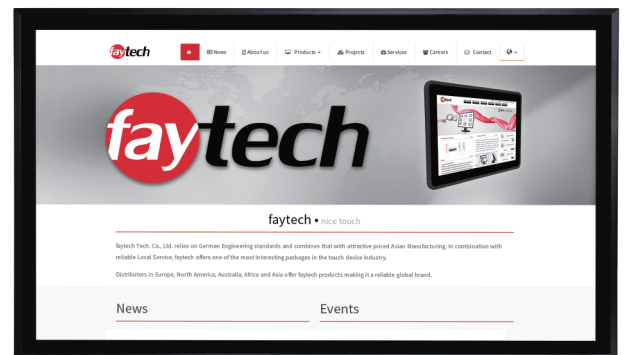 faytech
News
About us
Products
Projects
Services
Careers
Contact
faytech
faytech • nice touch
faytech Tech. Co., Ltd. relies on German Engineering standards and combines that with attractive priced Asian Manufacturing. In combination with
reliable Local Service, faytech offers one of the most interesting packages in the touch device industry.
Distributors in Europe, North America, Australia, Africa and Asia offer faytech products making it a reliable global brand.
News
Events